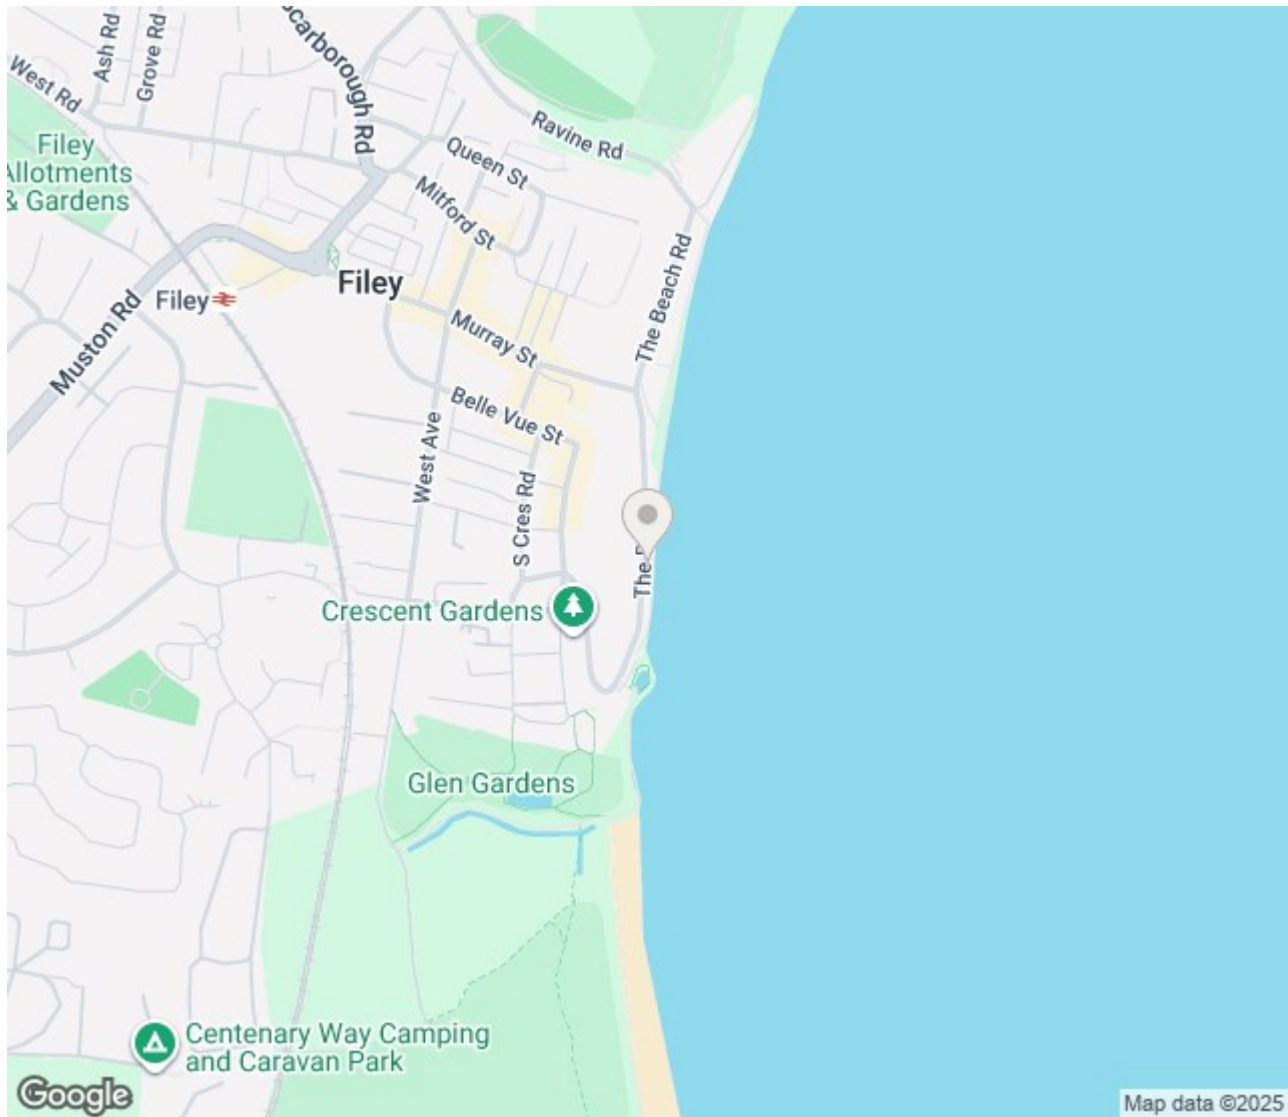 Ash Rd
Grove Rd
Scarborough Rd
West Rd
Filey
Allotments
& Gardens
Ravine Rd
Queen St
Mitford St
The Beach Rd
Filey
Filey
Muston Rd
Murray St
Belle Vue St
West Ave
S Cres Rd
The
Crescent Gardens
Glen Gardens
Centenary Way Camping
and Caravan Park
Google
Map data ©2025